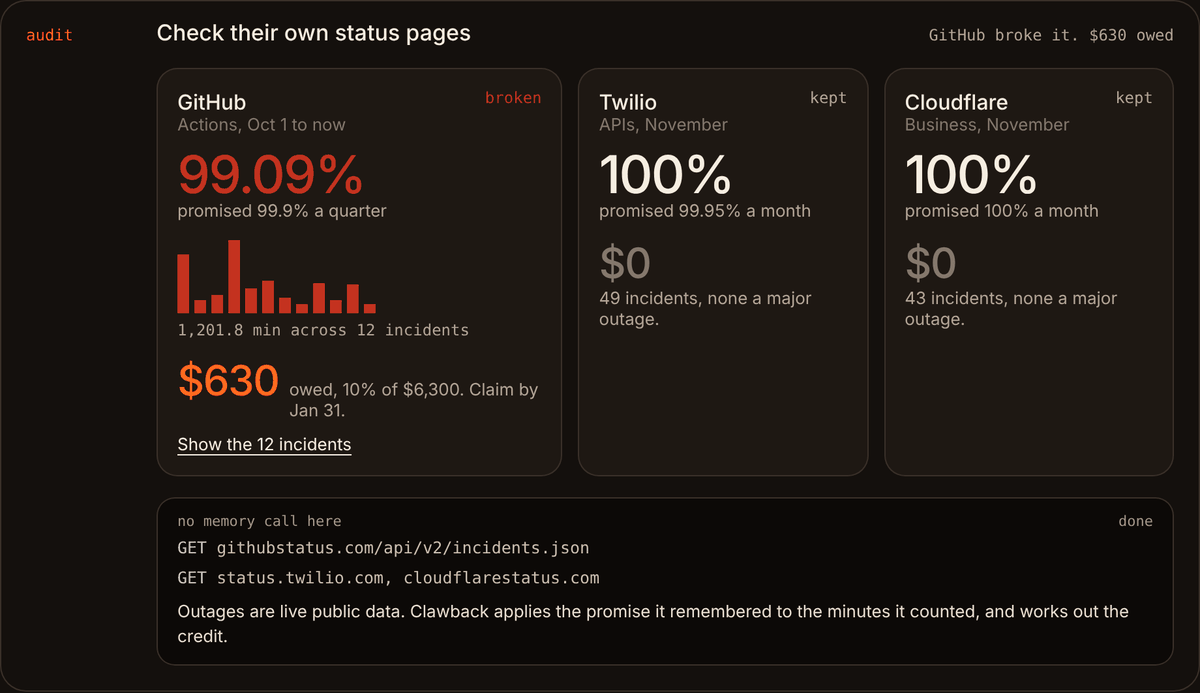 audit
Check their own status pages
GitHub broke it. $630 owed
GitHub
broken
Actions, Oct 1 to now
99.09%
promised 99.9% a quarter
1,201.8 min across 12 incidents
$630
owed, 10% of $6,300. Claim by
Jan 31.
Show the 12 incidents
Twilio
kept
APIs, November
100%
promised 99.95% a month
$0
49 incidents, none a major
outage.
Cloudflare
kept
Business, November
100%
promised 100% a month
$0
43 incidents, none a major
outage.
no memory call here
done
GET githubstatus.com/api/v2/incidents.json
GET status.twilio.com, cloudflarestatus.com
Outages are live public data. Clawback applies the promise it remembered to the minutes it counted, and works out the
credit.